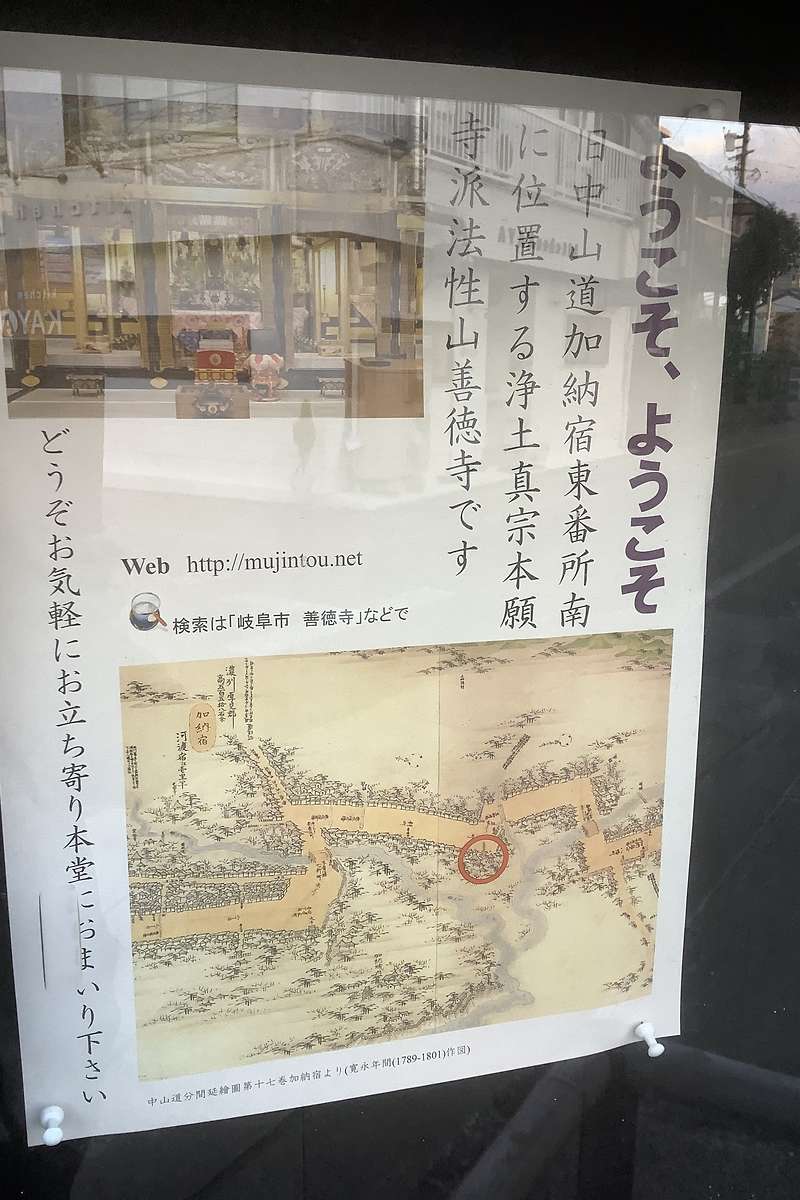 ようこそ、ようこそ
旧中山道加納宿東番所南
に位置する浄土真宗本願
寺派法性山善徳寺です
Web http://mujintou.net
検索は「岐阜市 善徳寺」などで
どうぞお気軽にお立ち寄り本堂におまいり下さい
加納宿
中山道分間延繪圖第十七巻加納宿より(寛永年間(1789-1801)作図)